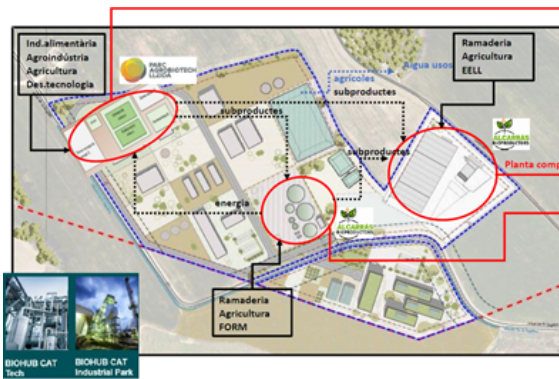 Ind.alimentària
Agroindústria
Agricultura
Des.tecnologia
PARC
AGROBIOTECH
LLEIDA
Aigua usos
agrícoles
Ramaderia
Agricultura
EELL
subproductes
subproductes
subproductes
ALCARRÀS
BIOPRODUCTORS
Planta comp
energia
ALCARRÀS
Ramaderia
Agricultura
FORM
BIOHUB CAT
Tech
BIOHUB CAT
Industrial Park